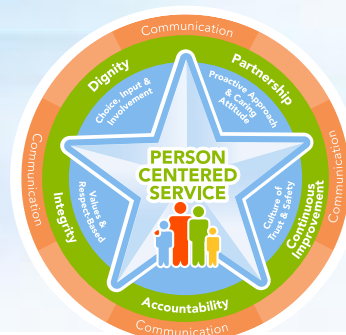 Communication
Communication
Communication
Communication
Dignity
Partnership
Continuous
Improvement
Accountability
Integrity
Choice, Input &
Involvement
Proactive Approach
& Caring
Attitude
Culture of
Trust & Safety
Values &
Respect-Based
PERSON
CENTERED
SERVICE